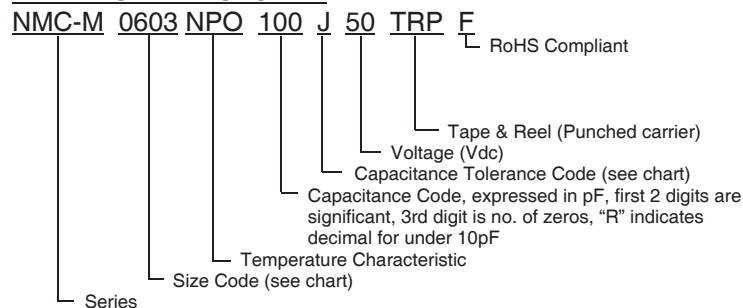 NMC-M 0603 NPO 100 J 50 TRP F
RoHS Compliant
Tape & Reel (Punched carrier)
Voltage (Vdc)
Capacitance Tolerance Code (see chart)
Capacitance Code, expressed in pF, first 2 digits are
significant, 3rd digit is no. of zeros, “R” indicates
decimal for under 10pF
Temperature Characteristic
Size Code (see chart)
Series